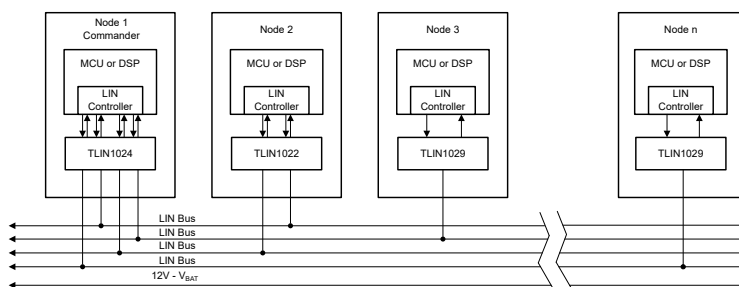 Node 1
Commander
MCU or DSP
LIN
Controller
TLIN1024
Node 2
MCU or DSP
LIN
Controller
TLIN1022
Node 3
MCU or DSP
LIN
Controller
TLIN1029
Node n
MCU or DSP
LIN
Controller
TLIN1029
LIN Bus
LIN Bus
LIN Bus
LIN Bus
12V - VBAT